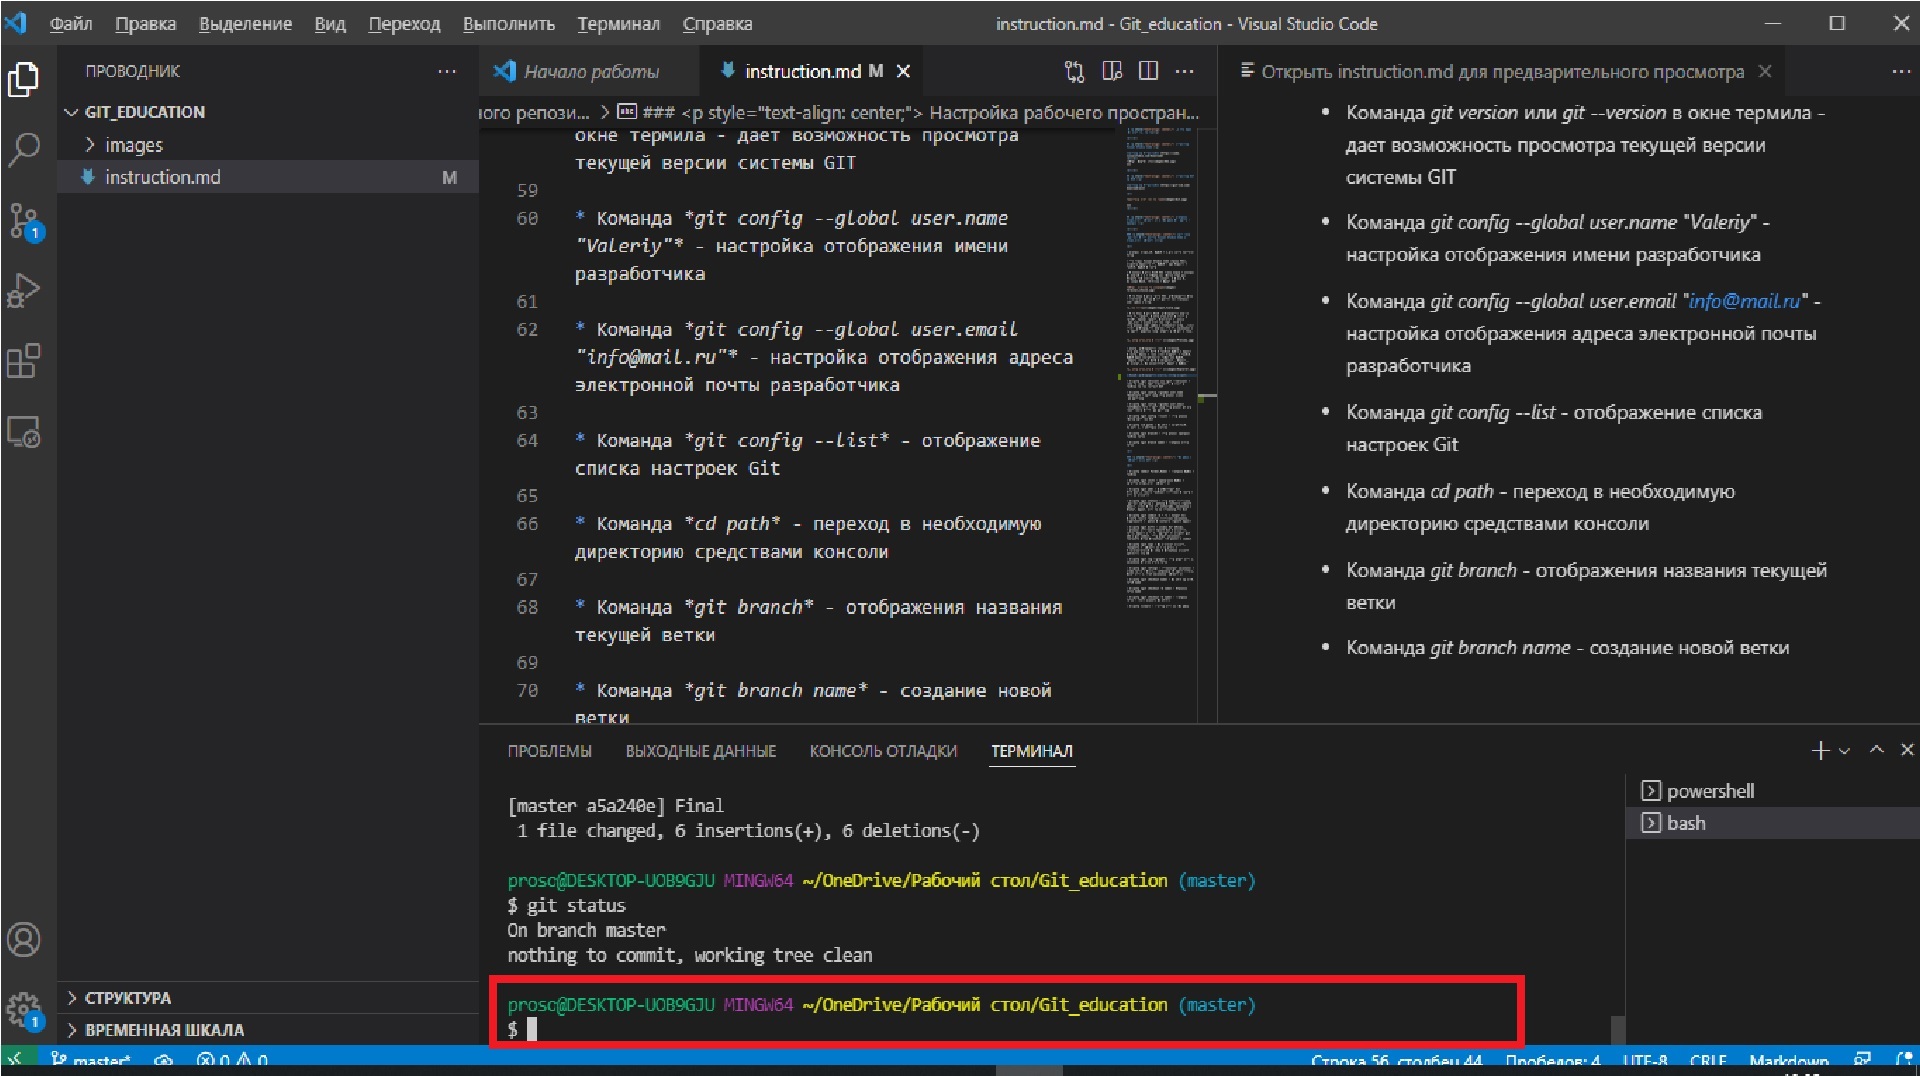 Файл Правка Выделение Вид Переход Выполнить Терминал Справка
instruction.md - Git_education - Visual Studio Code
ПРОВОДНИК
GIT_EDUCATION
images
instruction.md M
1
СТРУКТУРА
ВРЕМЕННАЯ ШКАЛА
1
Начало работы
instruction.md M
ного репози... > ### <p style="text-align: center;"> Настройка рабочего простран...
окне термила - дает возможность просмотра
текущей версии системы GIT
59
60 * Команда *git config --global user.name
"Valeriy"* - настройка отображения имени
разработчика
61
62 * Команда *git config --global user.email
"info@mail.ru"* - настройка отображения адреса
электронной почты разработчика
63
64 * Команда *git config --list* - отображение
списка настроек Git
65
66 * Команда *cd path* - переход в необходимую
директорию средствами консоли
67
68 * Команда *git branch* - отображения названия
текущей ветки
69
70 * Команда *git branch name* - создание новой
ветки
Открыть instruction.md для предварительного просмотра
• Команда git version или git --version в окне термила -
дает возможность просмотра текущей версии
системы GIT
• Команда git config --global user.name "Valeriy" -
настройка отображения имени разработчика
• Команда git config --global user.email "info@mail.ru" -
настройка отображения адреса электронной почты
разработчика
• Команда git config --list - отображение списка
настроек Git
• Команда cd path - переход в необходимую
директорию средствами консоли
• Команда git branch - отображения названия текущей
ветки
• Команда git branch name - создание новой ветки
ПРОБЛЕМЫ ВЫХОДНЫЕ ДАННЫЕ КОНСОЛЬ ОТЛАДКИ ТЕРМИНАЛ
[master a5a240e] Final
1 file changed, 6 insertions(+), 6 deletions(-)
proso@DESKTOP-UOB9GJU MINGW64 ~/OneDrive/Рабочий стол/Git_education (master)
$ git status
On branch master
nothing to commit, working tree clean
proso@DESKTOP-UOB9GJU MINGW64 ~/OneDrive/Рабочий стол/Git_education (master)
$
powershell
bash
master* 0 0
Строка 56, столбец 44 Пробелов: 4 UTF-8 CRLF Markdown